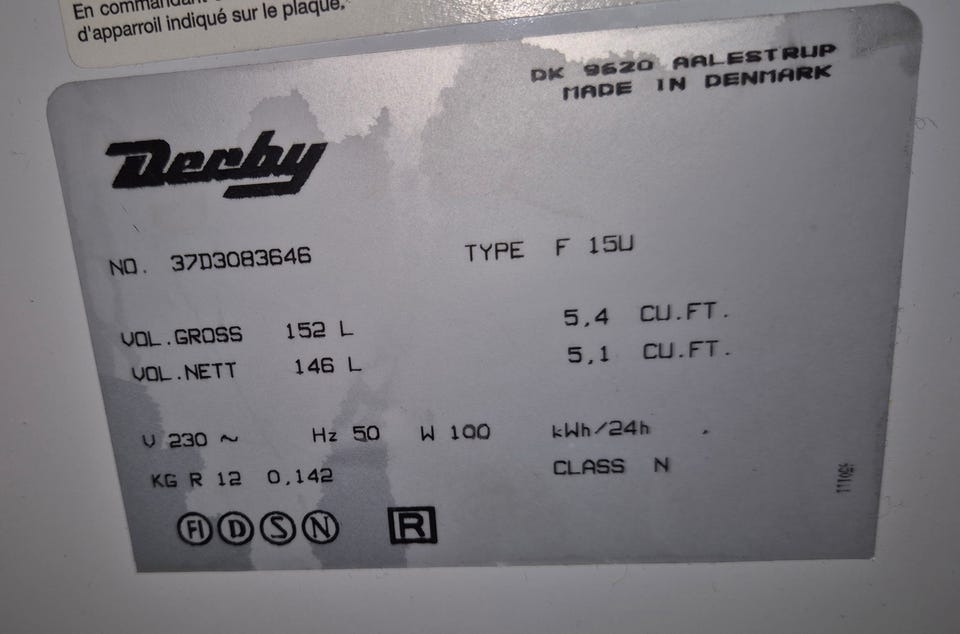 En commandant
d'apparroil indiqué sur le plaque.
DK 9620 AALESTRUP
MADE IN DENMARK
Derby
NO. 37D3083646 TYPE F 15U
VOL.GROSS 152 L 5,4 CU.FT.
VOL.NETT 146 L 5,1 CU.FT.
V 230 ~ Hz 50 W 100 kWh/24h .
KG R 12 0,142 CLASS N
FI D S N R